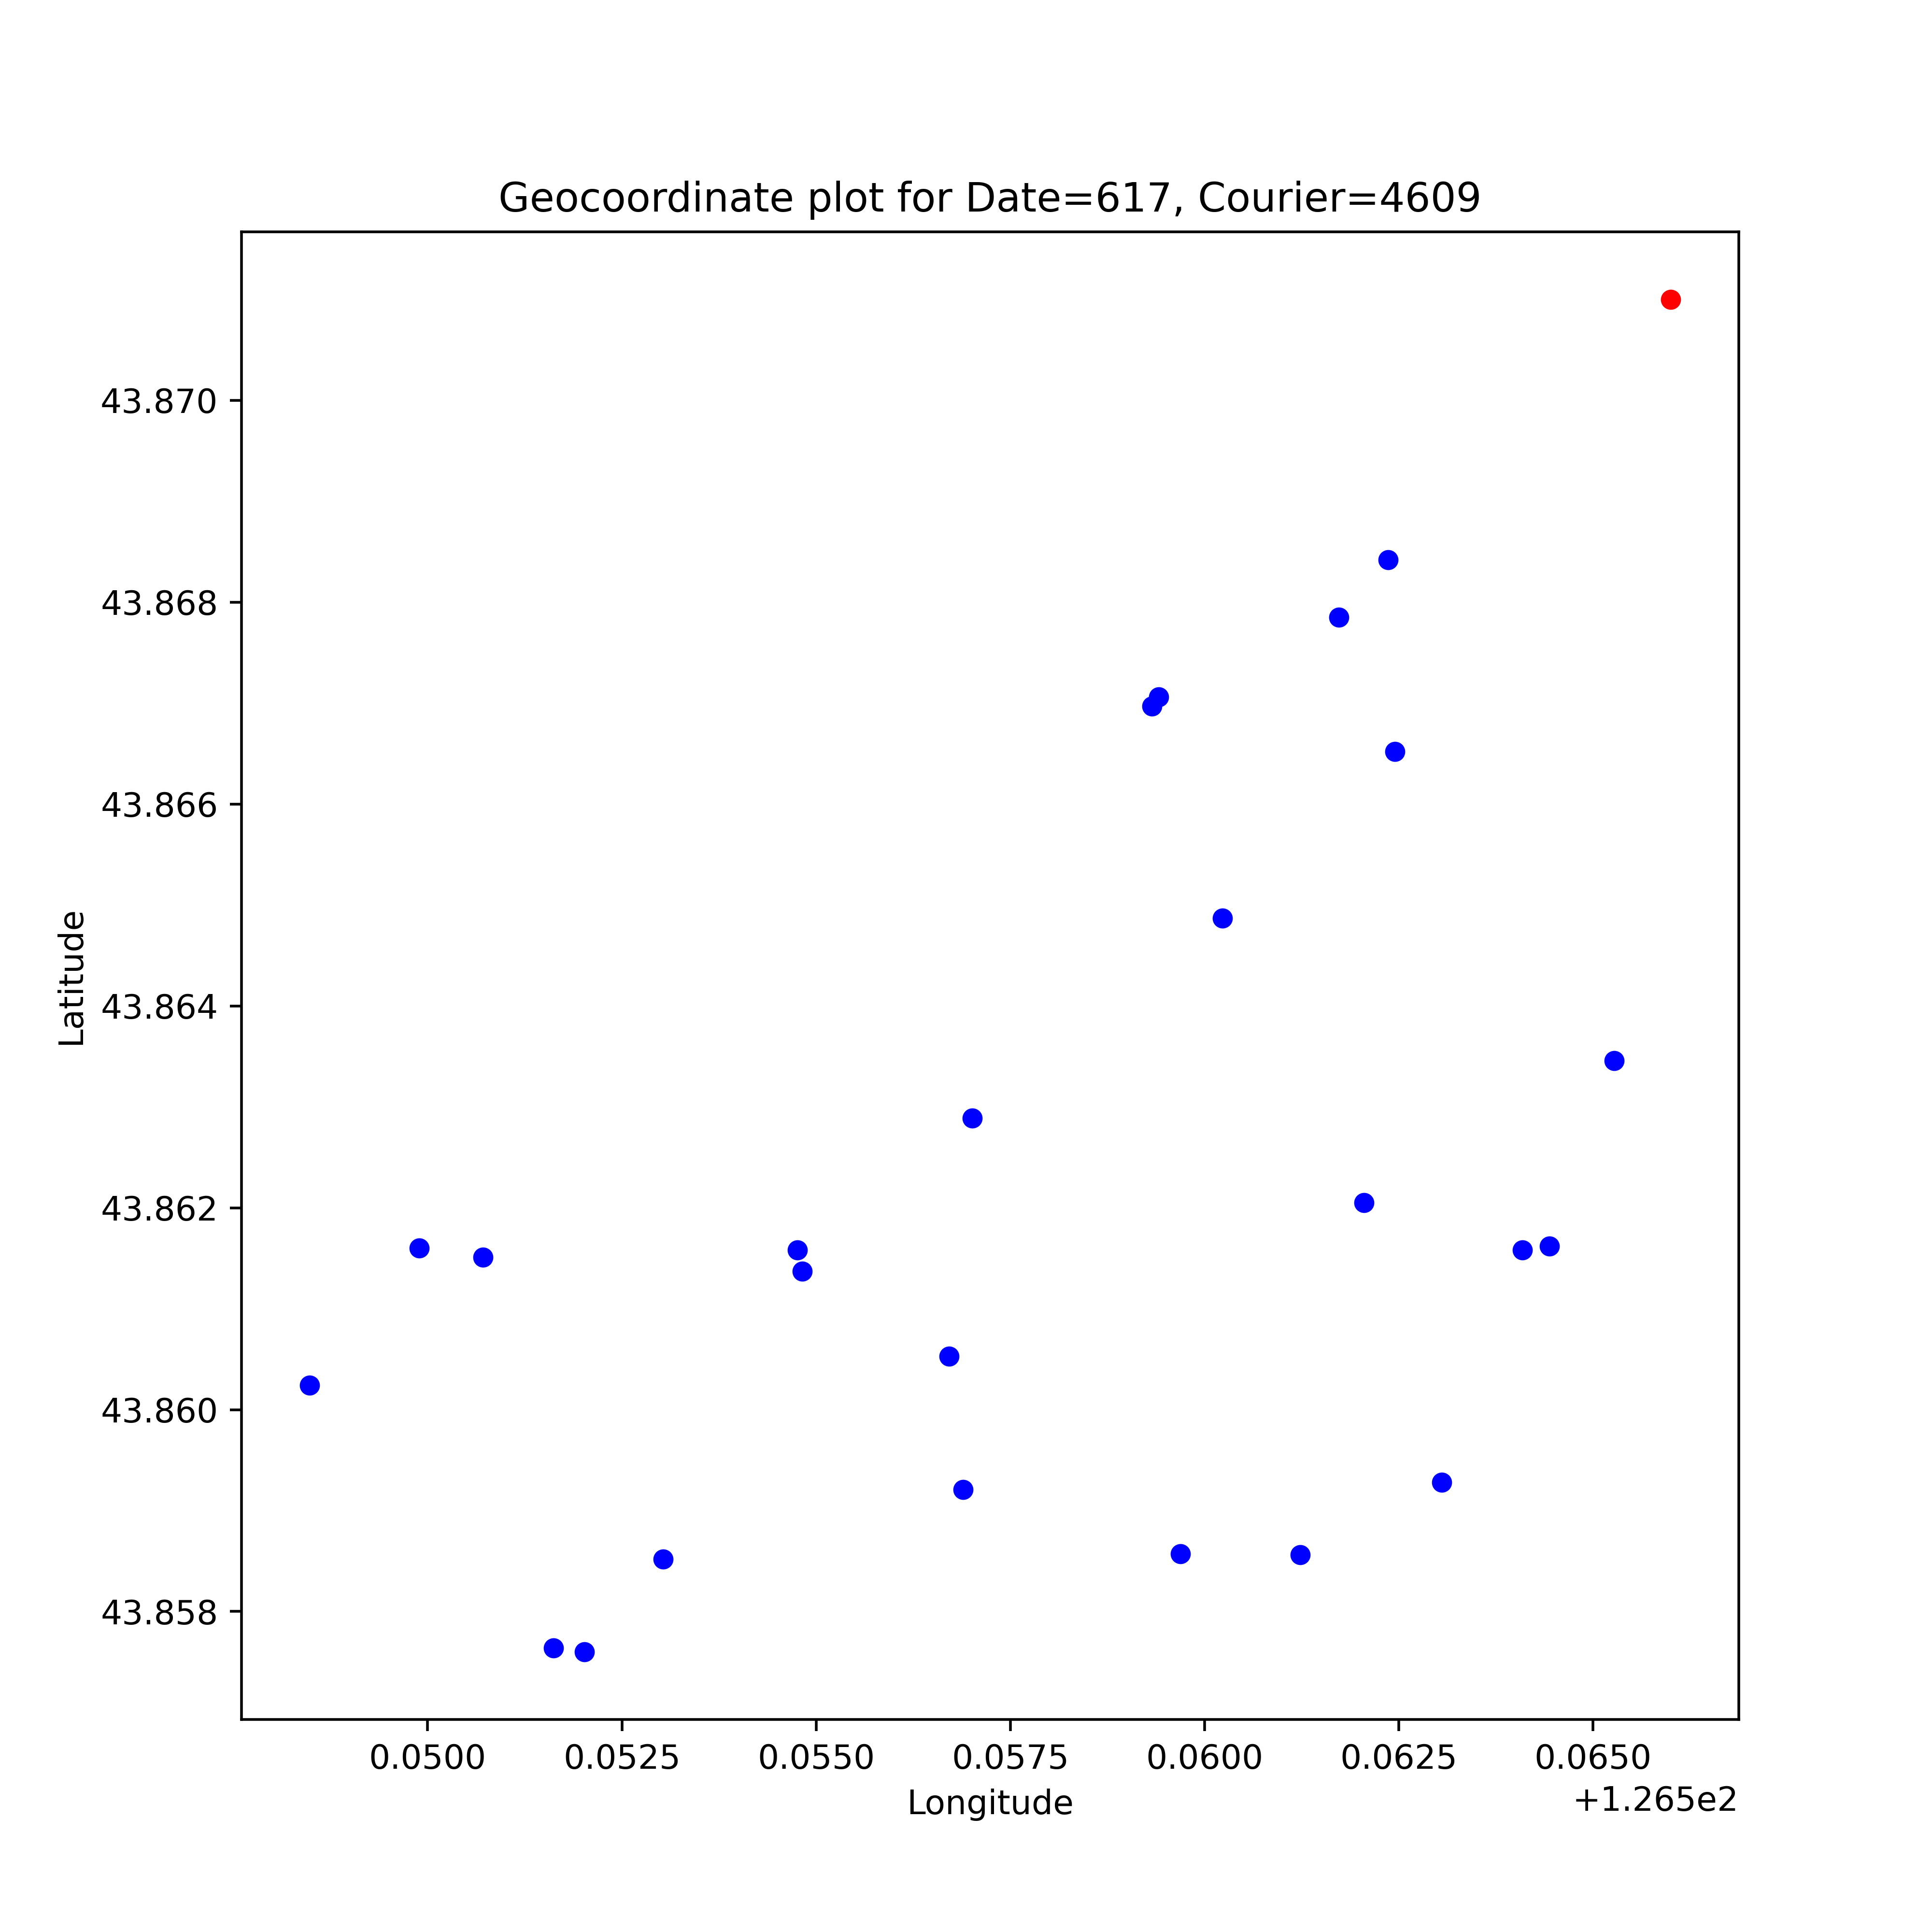 Geocoordinate plot for Date=617, Courier=4609
43.870
43.868
43.866
43.864
43.862
43.860
43.858
Latitude
0.0500 0.0525 0.0550 0.0575 0.0600 0.0625 0.0650
+1.265e2
Longitude